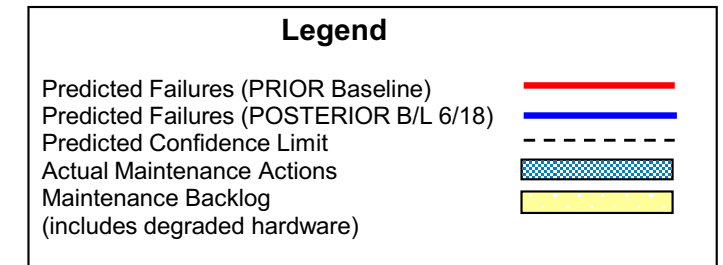 Legend
Predicted Failures (PRIOR Baseline)
Predicted Failures (POSTERIOR B/L 6/18)
Predicted Confidence Limit
Actual Maintenance Actions
Maintenance Backlog
(includes degraded hardware)